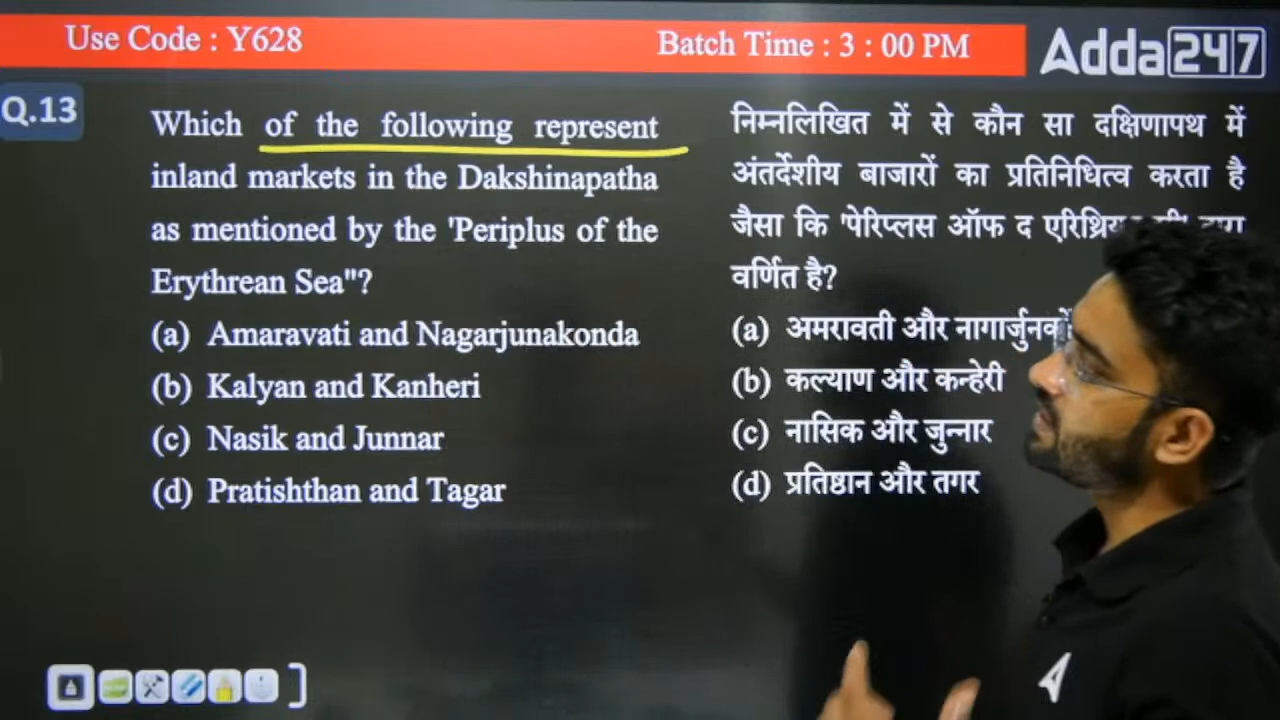 Use Code : Y628
Batch Time : 3 : 00 PM
Adda247
Q.13
Which of the following represent
inland markets in the Dakshinapatha
as mentioned by the 'Periplus of the
Erythrean Sea"?
(a) Amaravati and Nagarjunakonda
(b) Kalyan and Kanheri
(c) Nasik and Junnar
(d) Pratishthan and Tagar
निम्नलिखित में से कौन सा दक्षिणापथ में
अंतर्देशीय बाजारों का प्रतिनिधित्व करता है
जैसा कि 'पेरिप्लस ऑफ द
वर्णित है?
(a) अमरावती और
(b) कल्याण और कन्हेरी
(c) नासिक और जुन्नार
(d) प्रतिष्ठान और तगर